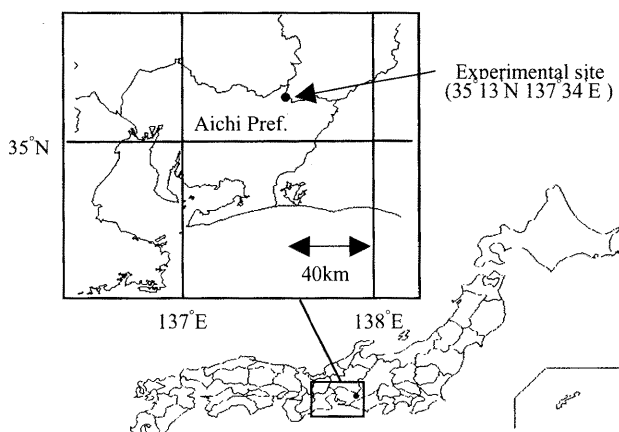 Experimental site
(35°13 N 137°34 E )
Aichi Pref.
35°N
40km
137°E
138°E